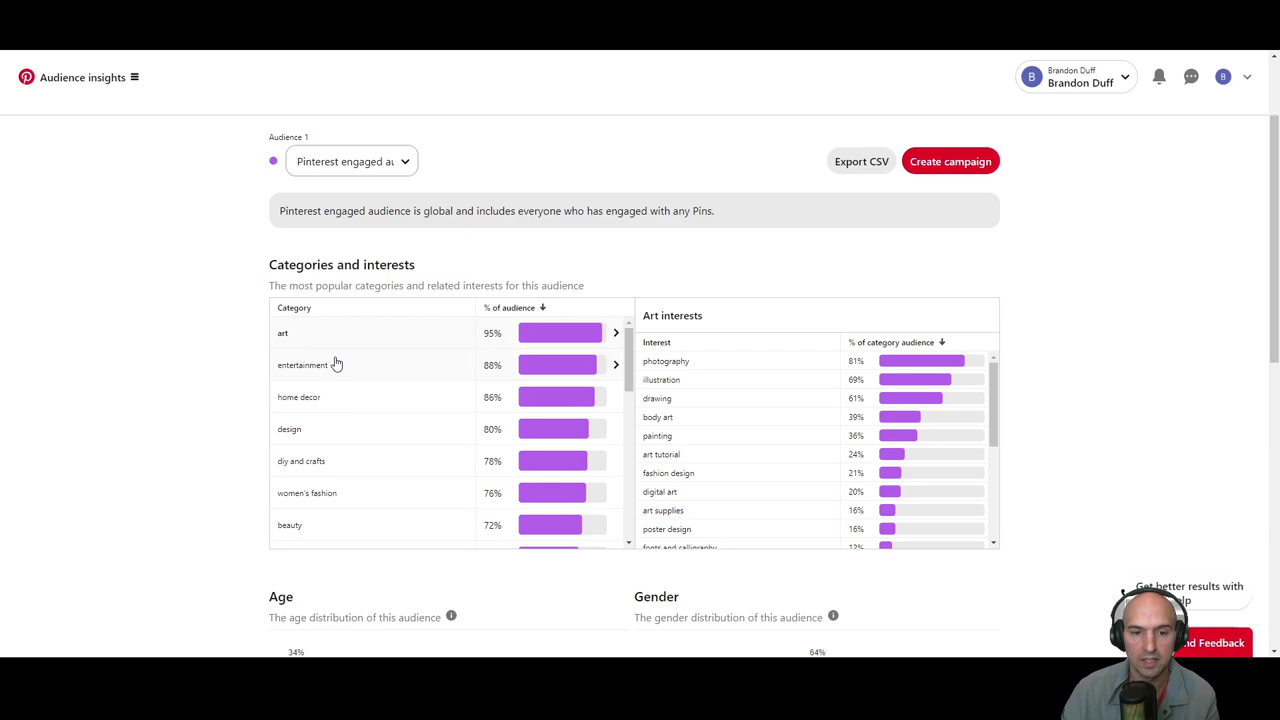 Audience insights
Brandon Duff
B Brandon Duff
B
Audience 1
Pinterest engaged au
Export CSV
Create campaign
Pinterest engaged audience is global and includes everyone who has engaged with any Pins.
Categories and interests
The most popular categories and related interests for this audience
Category % of audience
art 95%
entertainment 88%
home decor 86%
design 80%
diy and crafts 78%
women's fashion 76%
beauty 72%
Art interests
Interest % of category audience
photography 81%
illustration 69%
drawing 61%
body art 39%
painting 36%
art tutorial 24%
fashion design 21%
digital art 20%
art supplies 16%
poster design 16%
fonts and calligraphy 12%
Age
The age distribution of this audience
34%
Gender
The gender distribution of this audience
64%
Get better results with
Feedback